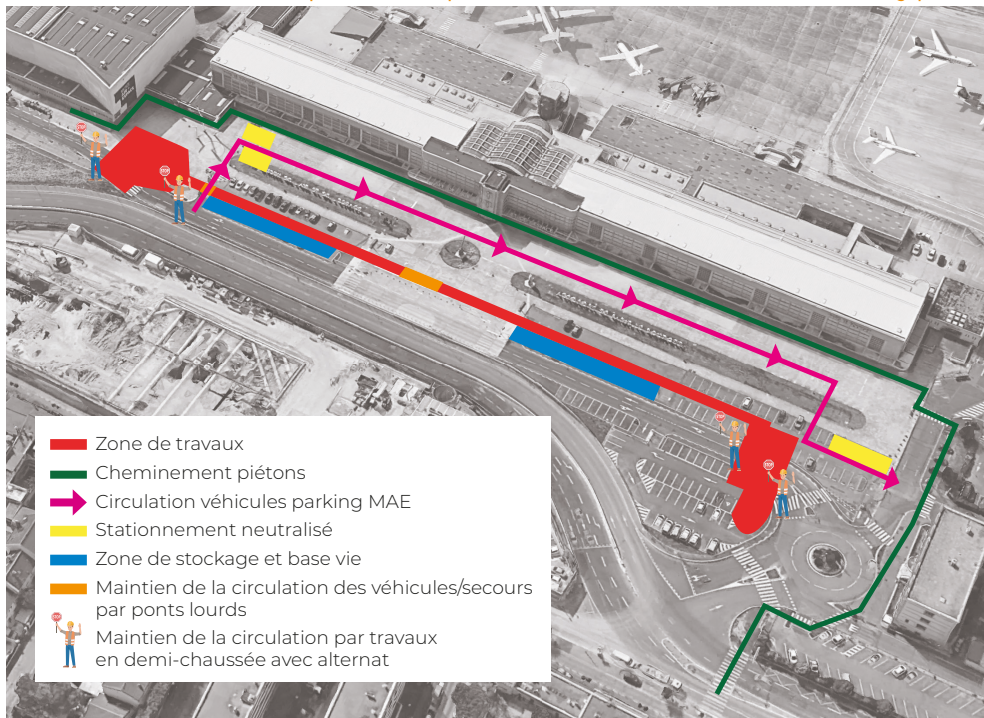 Zone de travaux
Cheminement piétons
Circulation véhicules parking MAE
Stationnement neutralisé
Zone de stockage et base vie
Maintien de la circulation des véhicules/secours
par ponts lourds
Maintien de la circulation par travaux
en demi-chaussée avec alternat